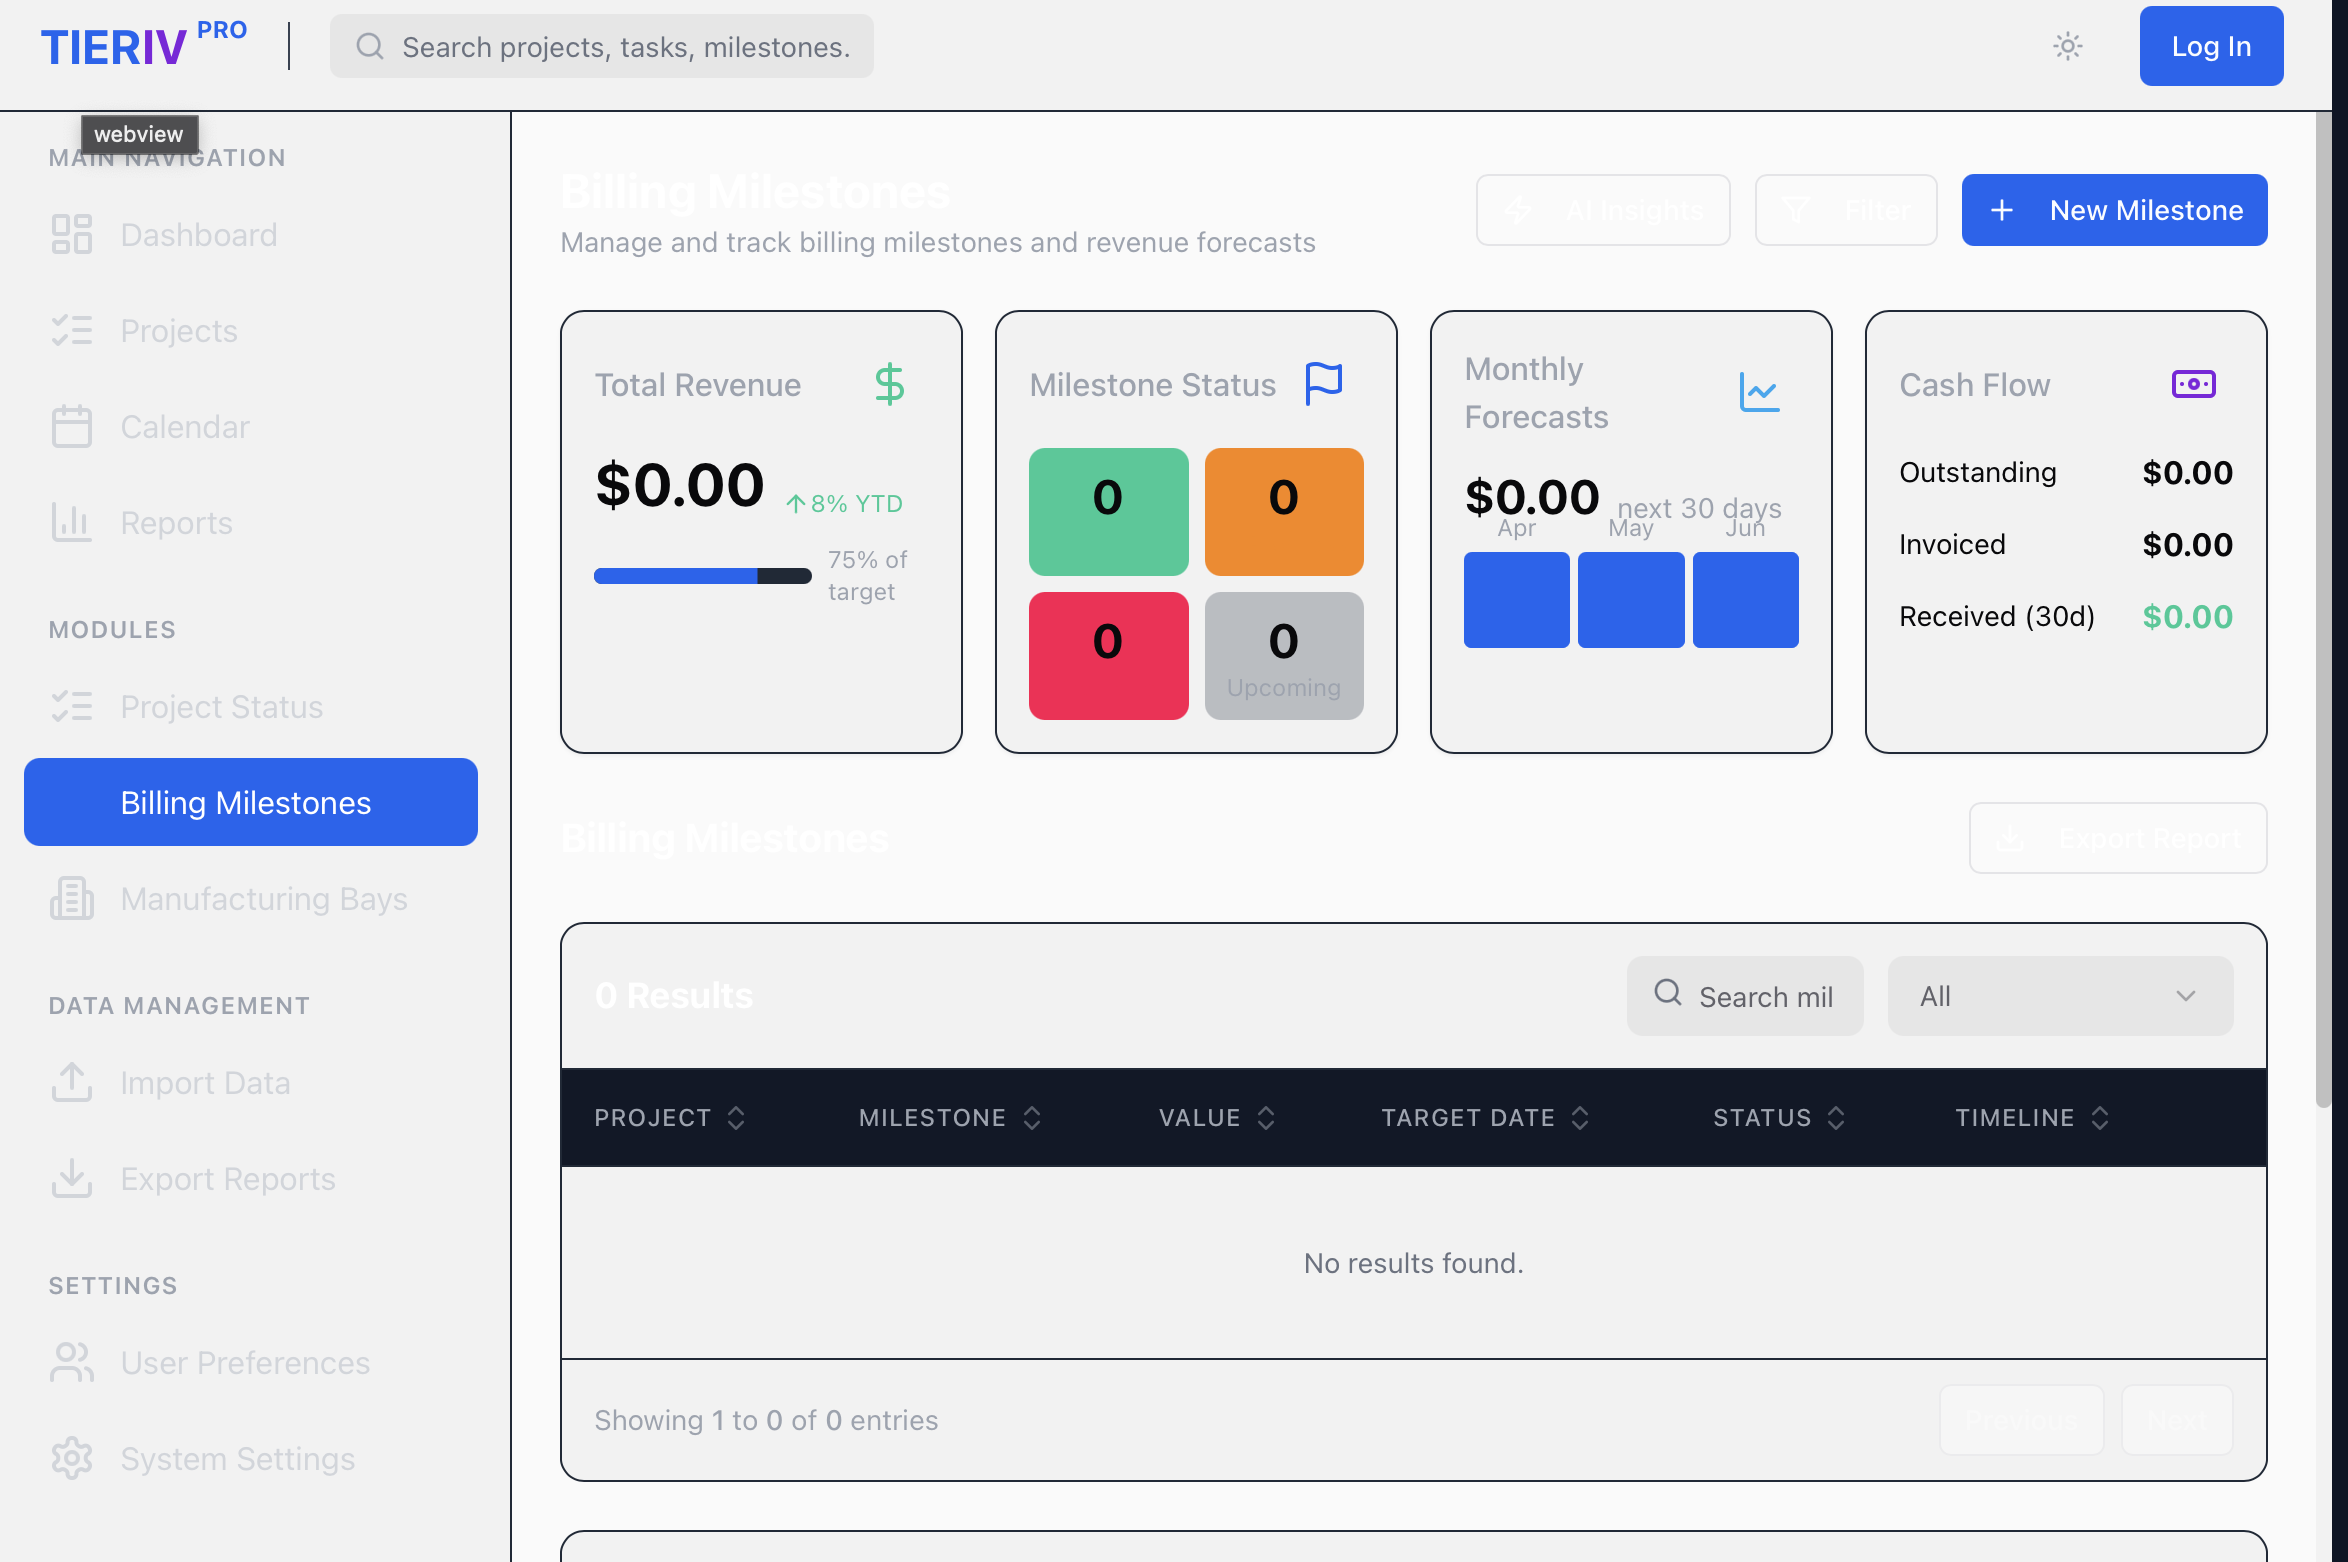 TIERIV PRO
Search projects, tasks, milestones.
Log In
webview
MAIN NAVIGATION
Dashboard
Projects
Calendar
Reports
MODULES
Project Status
Billing Milestones
Manufacturing Bays
DATA MANAGEMENT
Import Data
Export Reports
SETTINGS
User Preferences
System Settings
Billing Milestones
Manage and track billing milestones and revenue forecasts
AI Insights
Filter
New Milestone
Total Revenue
$0.00
8% YTD
75% of
target
Milestone Status
0
0
0
0
Upcoming
Monthly
Forecasts
$0.00 next 30 days
Apr May Jun
Cash Flow
Outstanding $0.00
Invoiced $0.00
Received (30d) $0.00
Billing Milestones
Export Report
0 Results
Search mil
All
PROJECT MILESTONE VALUE TARGET DATE STATUS TIMELINE
No results found.
Showing 1 to 0 of 0 entries
Previous
Next